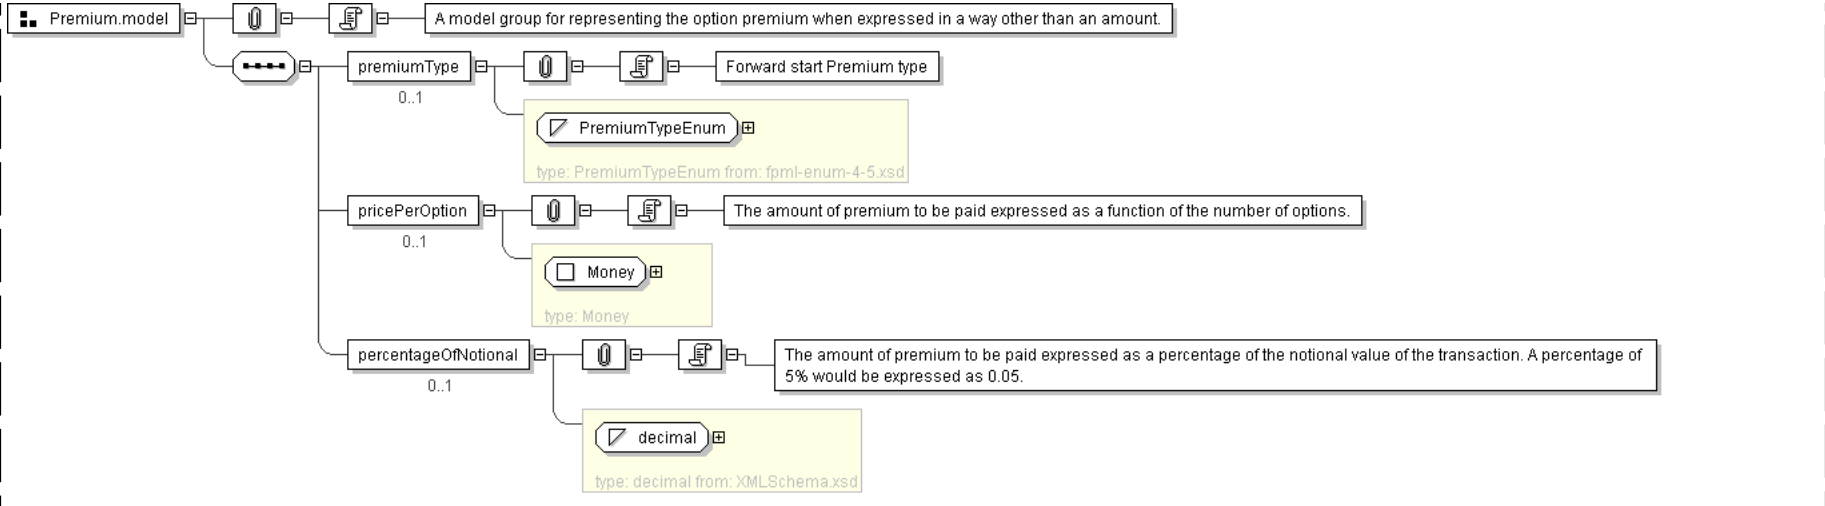 Premium.model
A model group for representing the option premium when expressed in a way other than an amount.
premiumType
Forward start Premium type
0..1
PremiumTypeEnum
type: PremiumTypeEnum from: fpml-enum-4-5.xsd
pricePerOption
The amount of premium to be paid expressed as a function of the number of options.
0..1
Money
type: Money
percentageOfNotional
The amount of premium to be paid expressed as a percentage of the notional value of the transaction. A percentage of
5% would be expressed as 0.05.
0..1
decimal
type: decimal from: XMLSchema.xsd